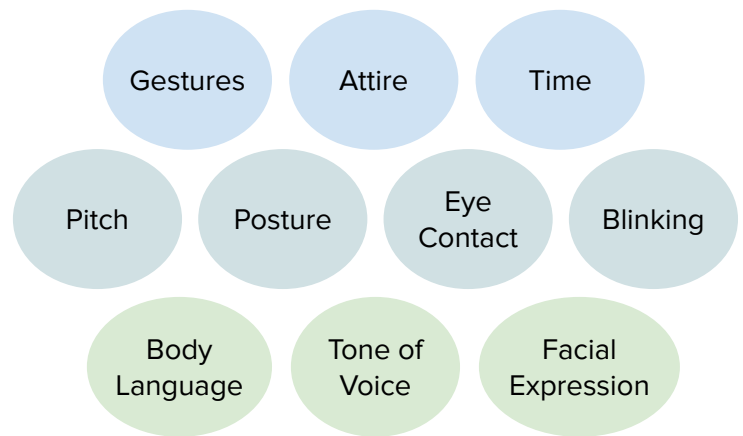 Gestures
Attire
Time
Pitch
Posture
Eye
Contact
Blinking
Body
Language
Tone of
Voice
Facial
Expression